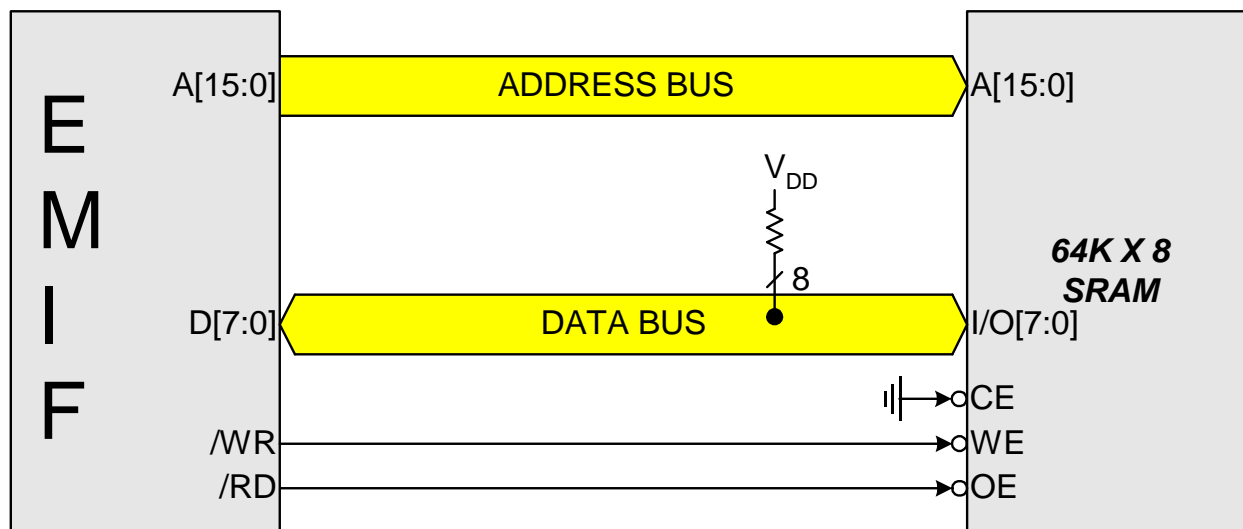 EMIF
A[15:0] ADDRESS BUS A[15:0]
VDD
8
64K X 8
SRAM
D[7:0] DATA BUS I/O[7:0]
CE
/WR WE
/RD OE